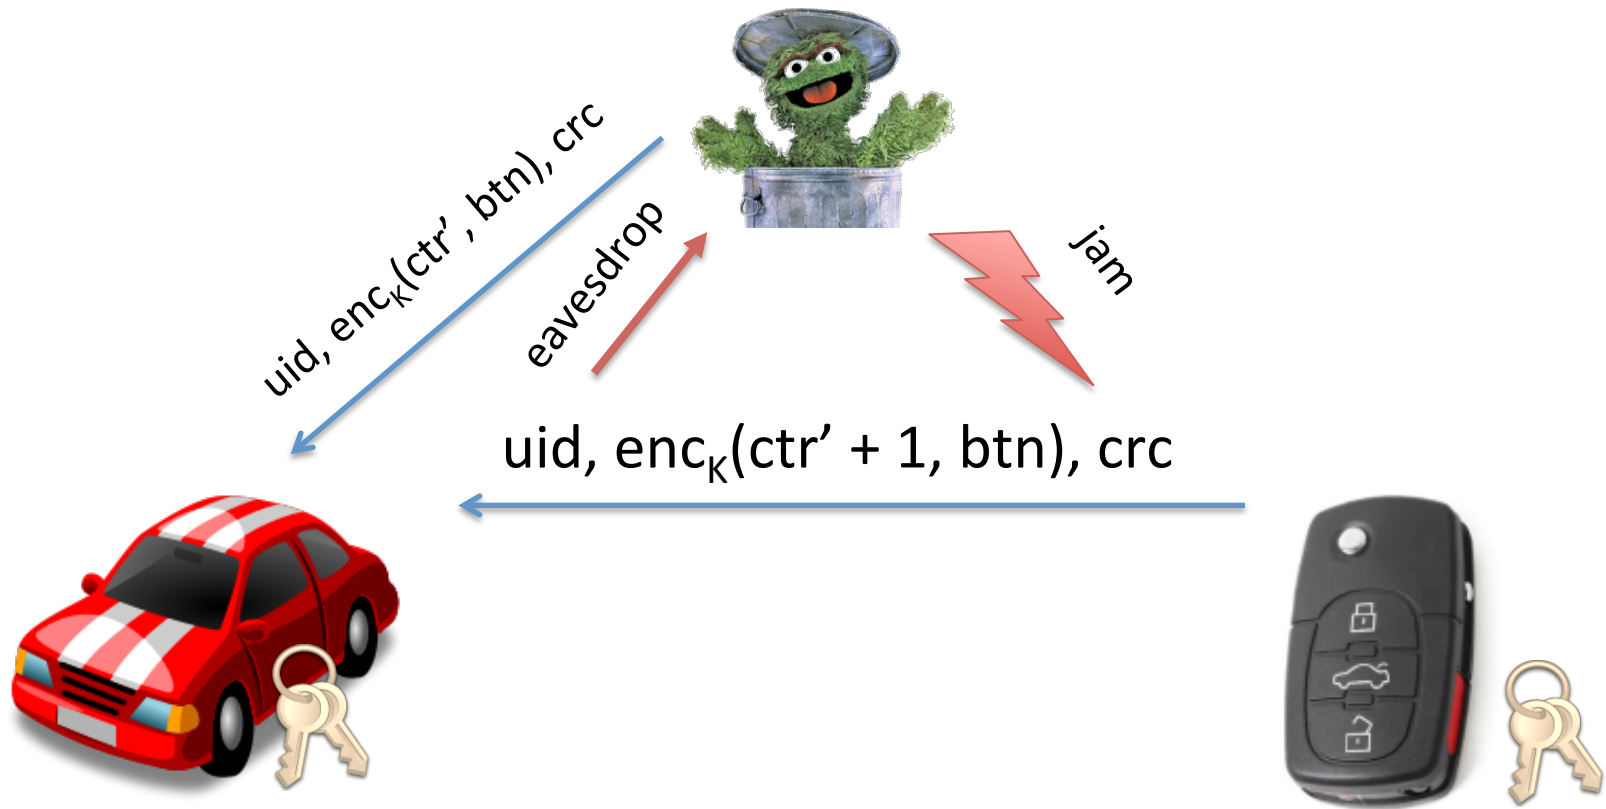 uid, encK(ctr’, btn), crc
eavesdrop
jam
uid, encK(ctr’ + 1, btn), crc